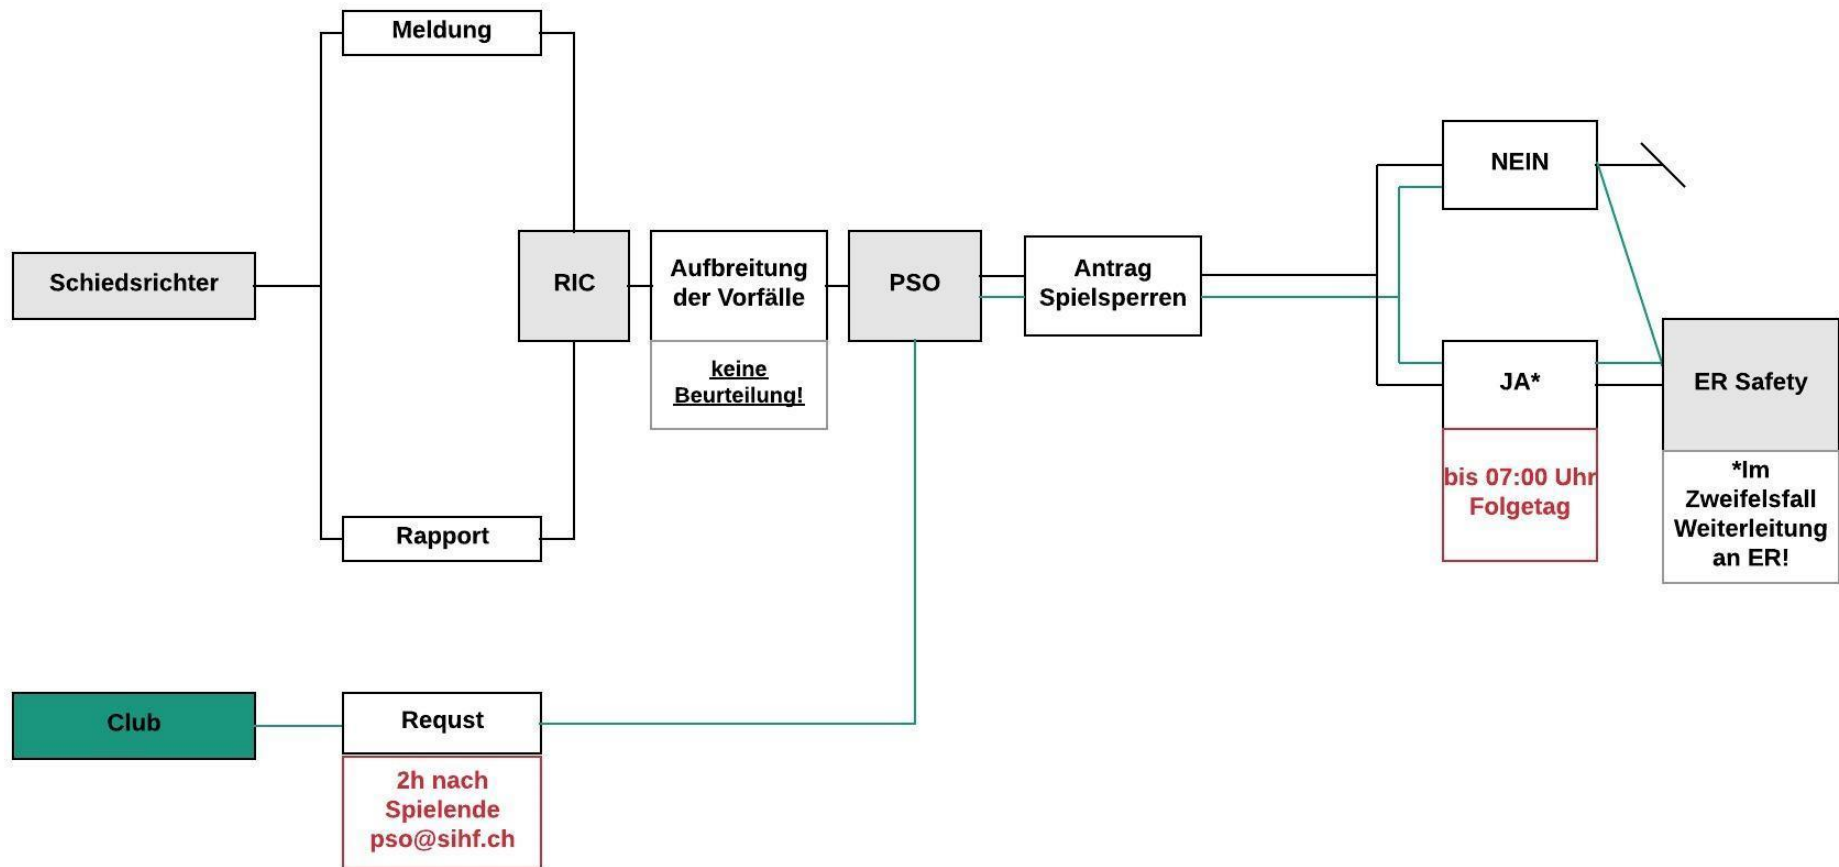 Meldung
Schiedsrichter
Rapport
RIC
Aufbreitung
der Vorfälle
keine
Beurteilung!
PSO
Antrag
Spielsperren
NEIN
JA*
bis 07:00 Uhr
Folgetag
ER Safety
*Im
Zweifelsfall
Weiterleitung
an ER!
Club
Requst
2h nach
Spielende
pso@sihf.ch